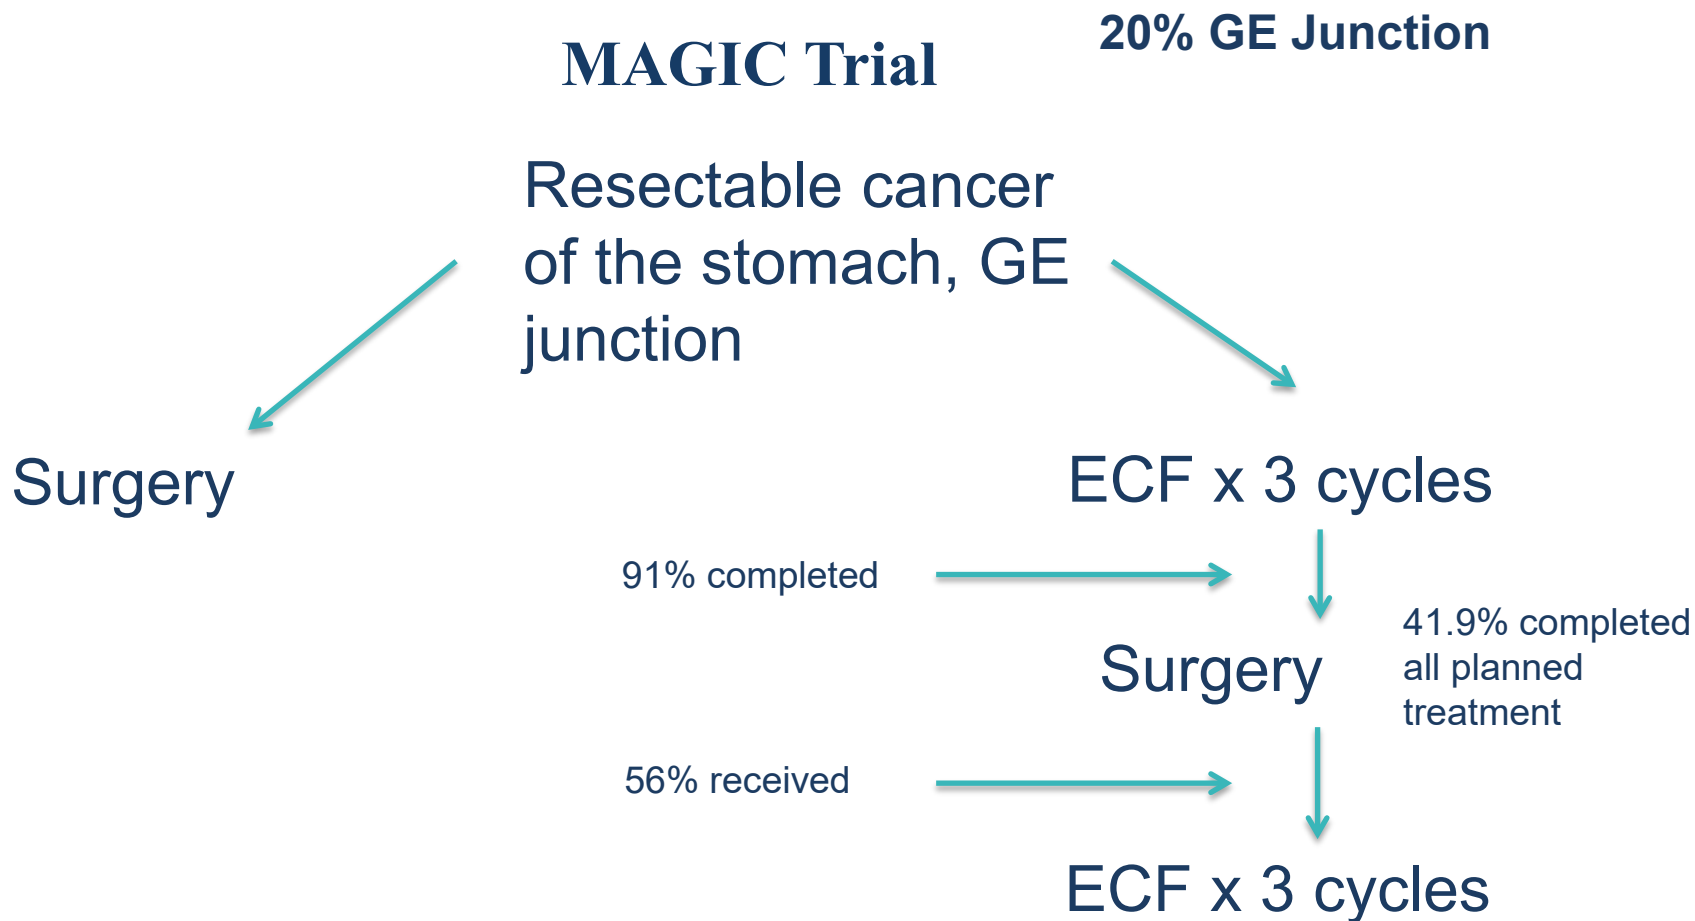 20% GE Junction
MAGIC Trial
Resectable cancer
of the stomach, GE
junction
Surgery
ECF x 3 cycles
91% completed
41.9% completed
all planned
treatment
Surgery
56% received
ECF x 3 cycles